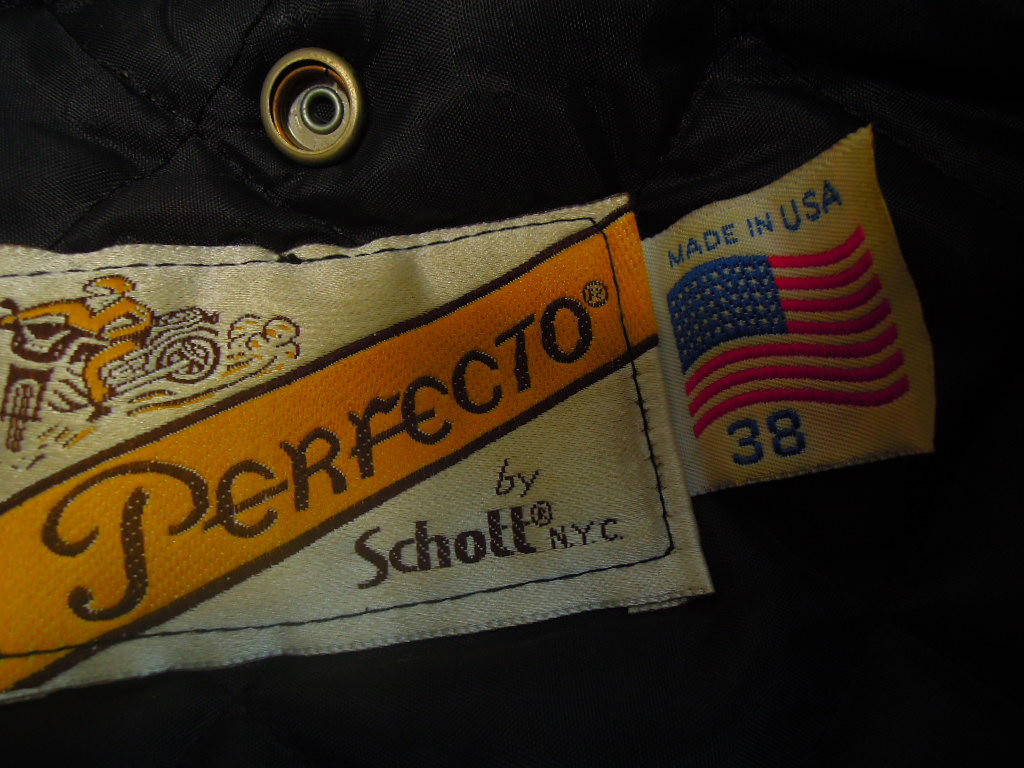 PERFECTO®
by
Schott® N.Y.C.
MADE IN USA
38